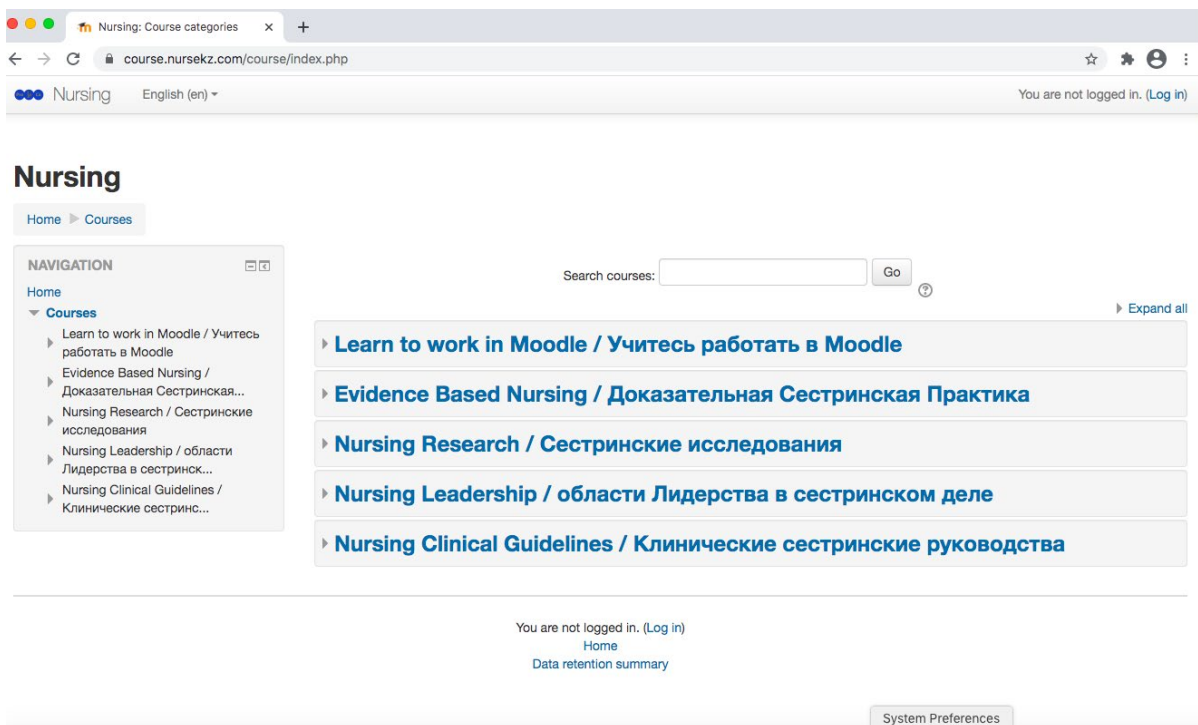 Nursing: Course categories
course.nursekz.com/course/index.php
Nursing English (en)
You are not logged in. (Log in)
Nursing
Home Courses
NAVIGATION
Home
Courses
Learn to work in Moodle / Учитесь
работать в Moodle
Evidence Based Nursing /
Доказательная Сестринская...
Nursing Research / Сестринские
исследования
Nursing Leadership / области
Лидерства в сестринск...
Nursing Clinical Guidelines /
Клинические сестринс...
Search courses: Go
Expand all
Learn to work in Moodle / Учитесь работать в Moodle
Evidence Based Nursing / Доказательная Сестринская Практика
Nursing Research / Сестринские исследования
Nursing Leadership / области Лидерства в сестринском деле
Nursing Clinical Guidelines / Клинические сестринские руководства
You are not logged in. (Log in)
Home
Data retention summary
System Preferences